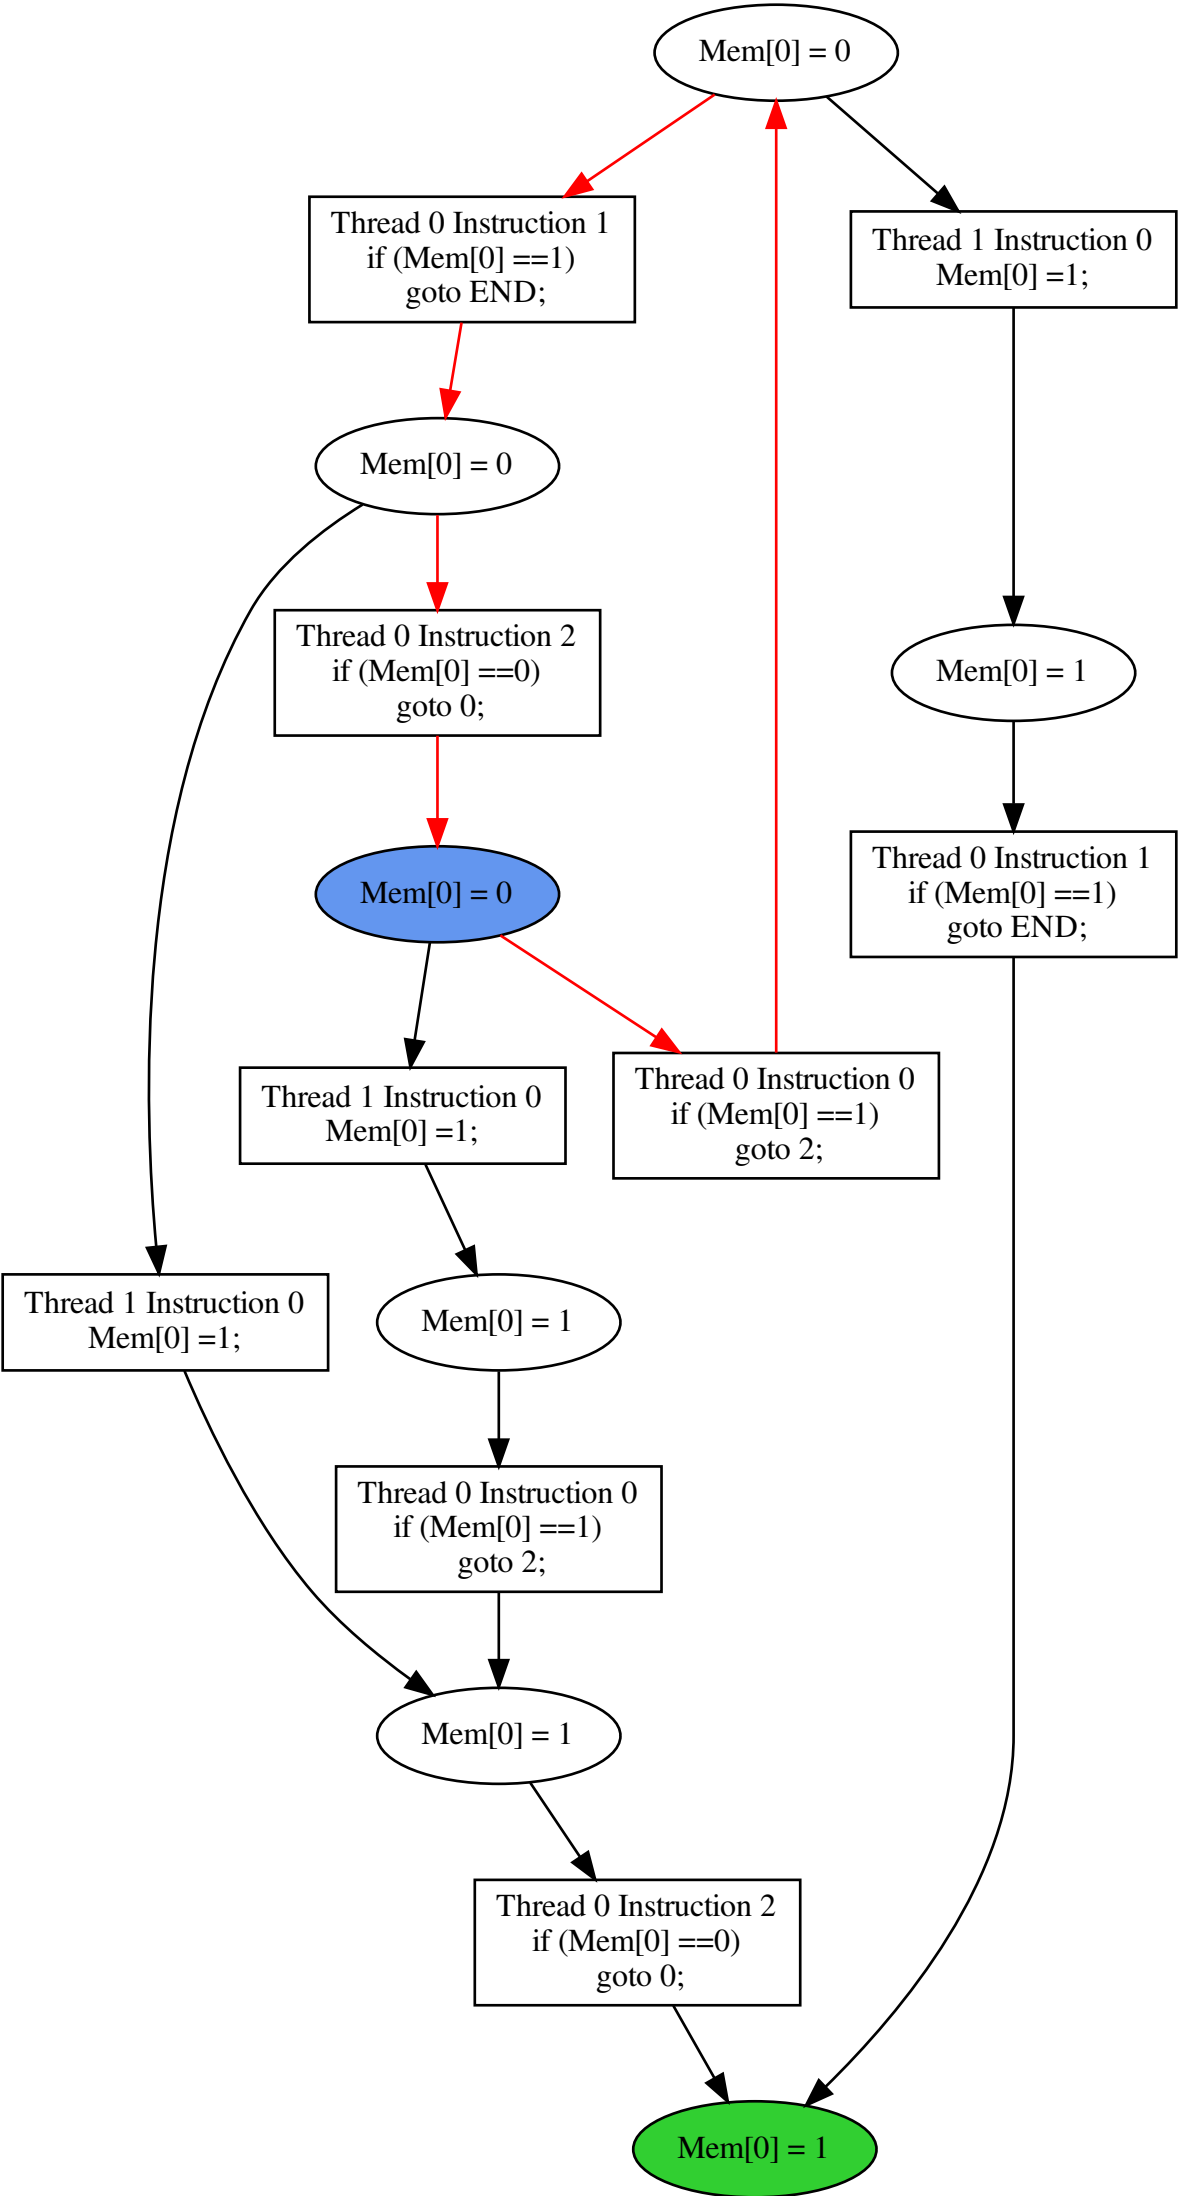 Mem[0] = 0
Thread 0 Instruction 1
if (Mem[0] ==1)
goto END;
Thread 1 Instruction 0
Mem[0] =1;
Mem[0] = 0
Thread 0 Instruction 2
if (Mem[0] ==0)
goto 0;
Mem[0] = 1
Mem[0] = 0
Thread 0 Instruction 1
if (Mem[0] ==1)
goto END;
Thread 1 Instruction 0
Mem[0] =1;
Thread 0 Instruction 0
if (Mem[0] ==1)
goto 2;
Thread 1 Instruction 0
Mem[0] =1;
Mem[0] = 1
Thread 0 Instruction 0
if (Mem[0] ==1)
goto 2;
Mem[0] = 1
Thread 0 Instruction 2
if (Mem[0] ==0)
goto 0;
Mem[0] = 1